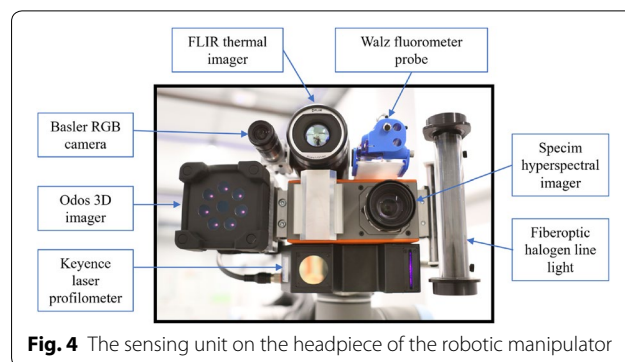 FLIR thermal
imager
Walz fluorometer
probe
Basler RGB
camera
Specim
hyperspectral
imager
Odos 3D
imager
Keyence
laser
profilometer
Fiberoptic
halogen line
light
Fig. 4 The sensing unit on the headpiece of the robotic manipulator